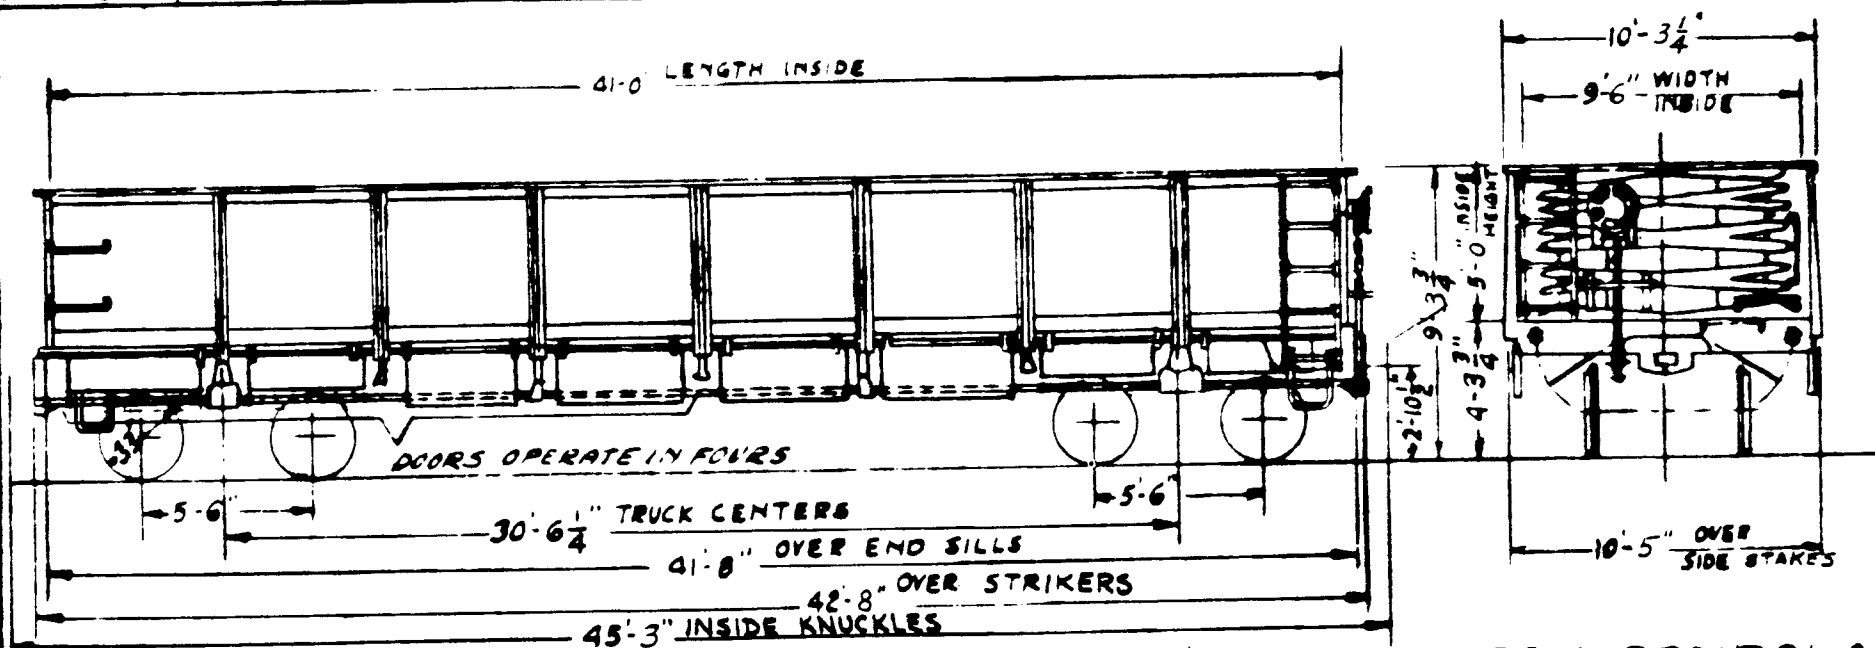 41-0' LENGTH INSIDE
10'-3 1/4"
9'-6" WIDTH
INSIDE
5'-0" INSIDE
HEIGHT
9'-3 3/4"
4-3 3/4"
2'-10 1/2"
33"
DOORS OPERATE IN FOURS
5-6"
5'-6"
30'-6 1/4" TRUCK CENTERS
41'-8" OVER END SILLS
42'-8" OVER STRIKERS
45'-3" INSIDE KNUCKLES
10'-5" OVER
SIDE STAKES